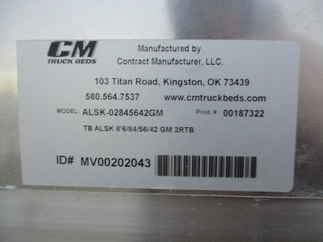 CM
TRUCK BEDS
Manufactured by
Contract Manufacturer, LLC.
103 Titan Road, Kingston, OK 73439
580.564.7537 www.cmtruckbeds.com
MODEL: ALSK-02845642GM Prod. # 00187322
TB ALSK 8'6/84/56/42 GM 2RTB
ID# MV00202043